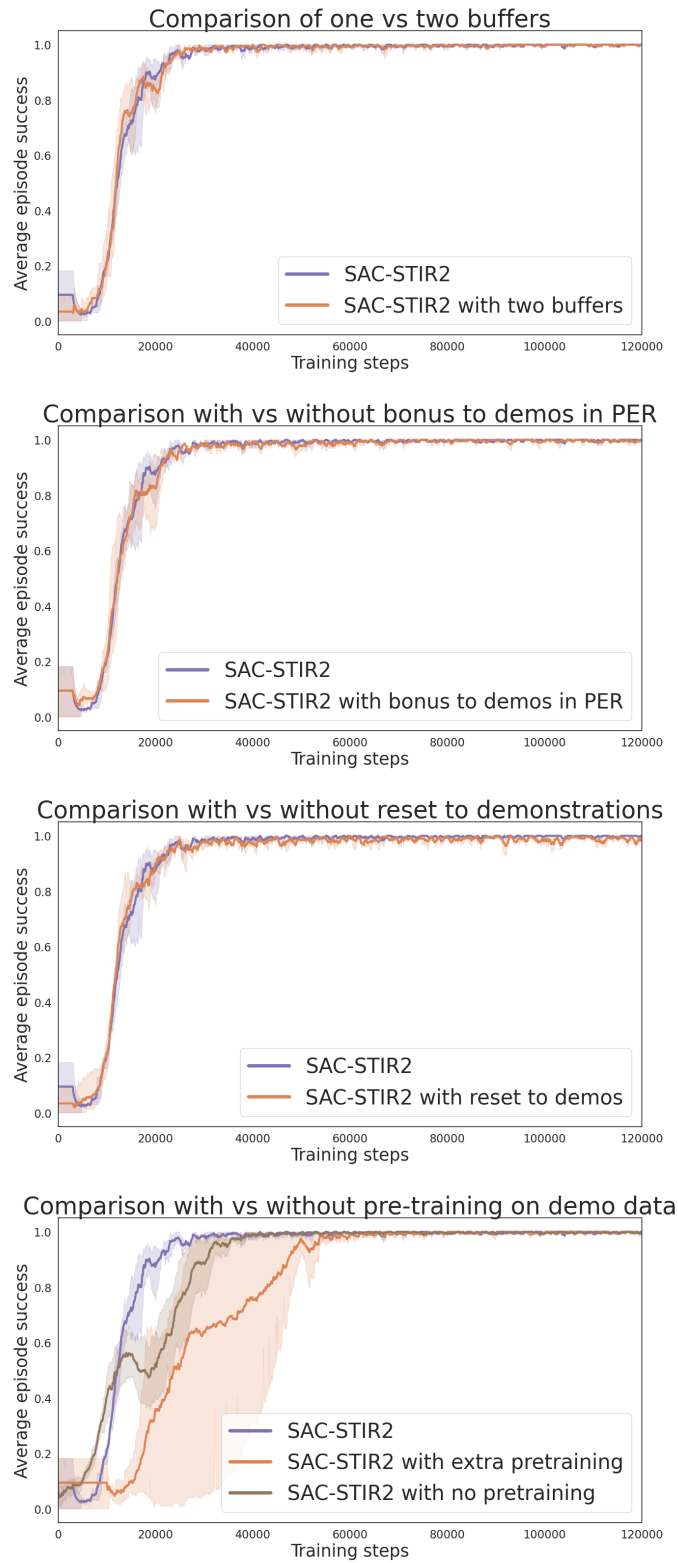 Comparison of one vs two buffers
Average episode success
1.0
0.8
0.6
0.4
0.2
0.0
SAC-STIR2
SAC-STIR2 with two buffers
0 20000 40000 60000 80000 100000 120000
Training steps
Comparison with vs without bonus to demos in PER
Average episode success
1.0
0.8
0.6
0.4
0.2
0.0
SAC-STIR2
SAC-STIR2 with bonus to demos in PER
0 20000 40000 60000 80000 100000 120000
Training steps
Comparison with vs without reset to demonstrations
Average episode success
1.0
0.8
0.6
0.4
0.2
0.0
SAC-STIR2
SAC-STIR2 with reset to demos
0 20000 40000 60000 80000 100000 120000
Training steps
Comparison with vs without pre-training on demo data
Average episode success
1.0
0.8
0.6
0.4
0.2
0.0
SAC-STIR2
SAC-STIR2 with extra pretraining
SAC-STIR2 with no pretraining
0 20000 40000 60000 80000 100000 120000
Training steps